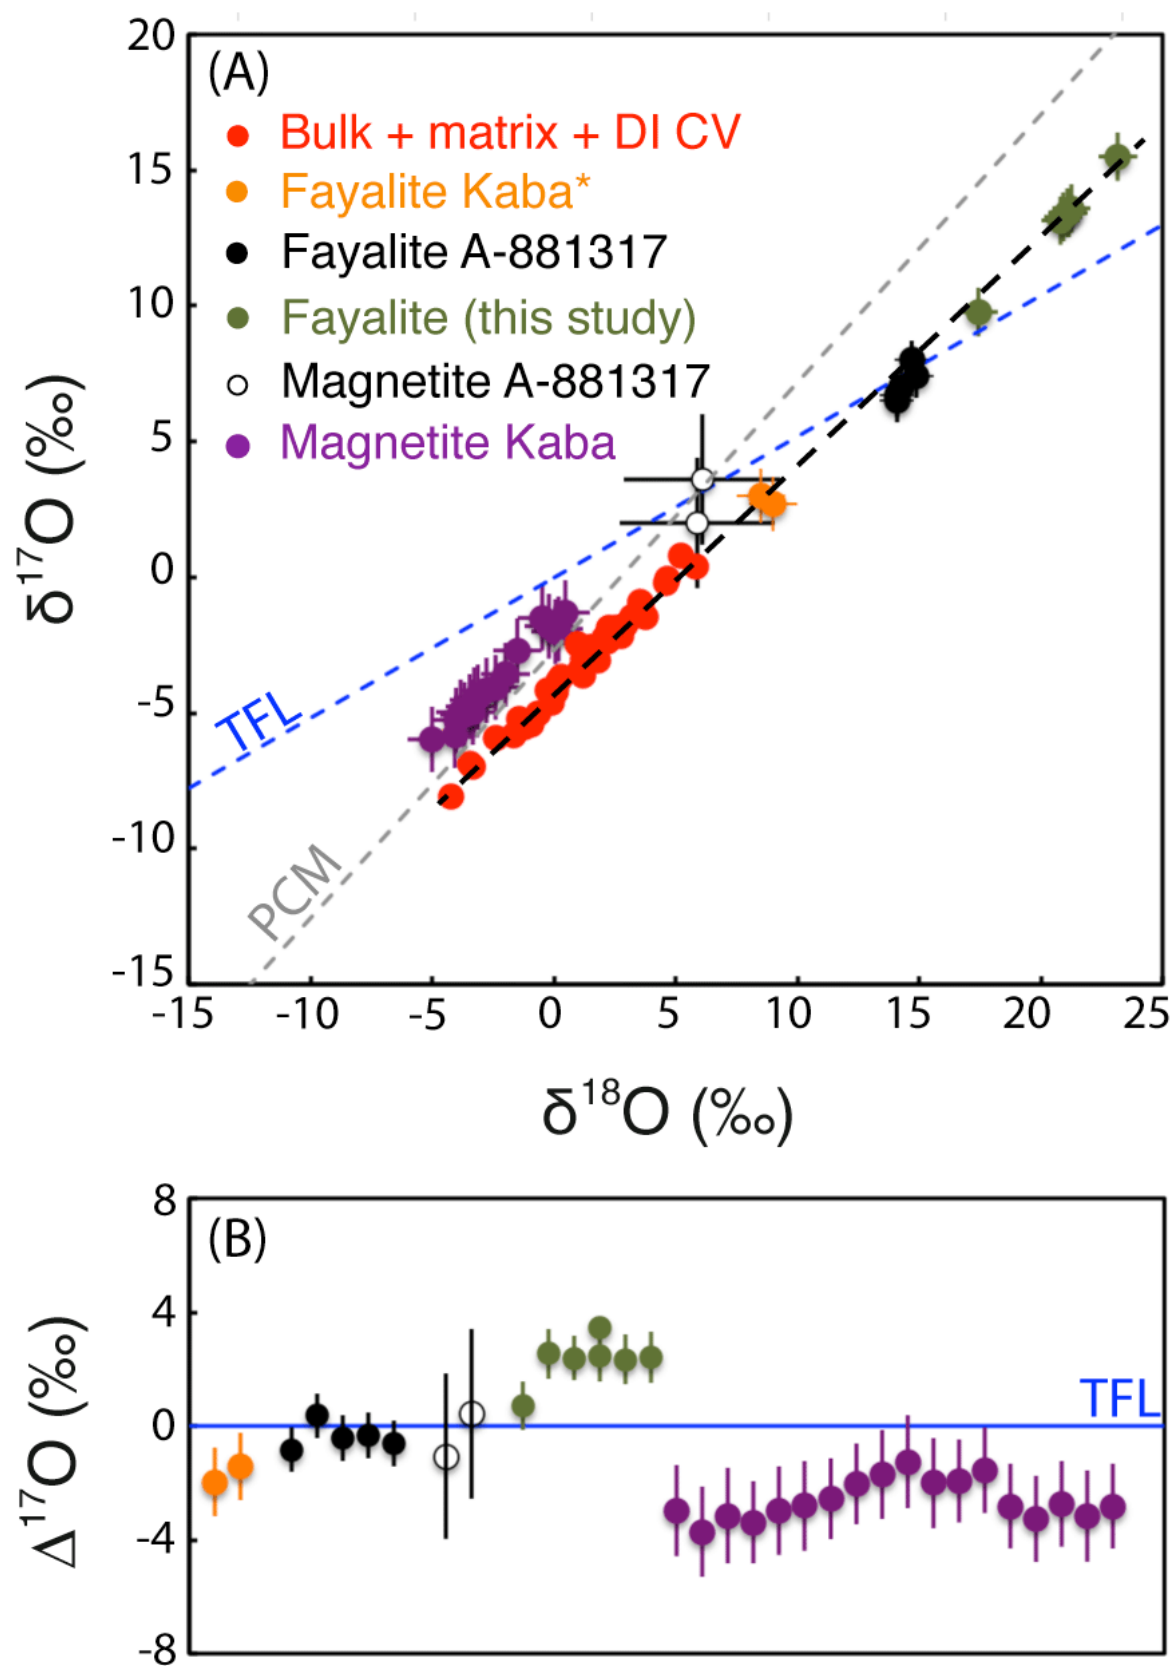 20
(A)
Bulk + matrix + DI CV
15
Fayalite Kaba*
Fayalite A-881317
10
Fayalite (this study)
Magnetite A-881317
5
Magnetite Kaba
δ¹⁷O (‰)
0
-5
TFL
-10
PCM
-15
-15 -10 -5 0 5 10 15 20 25
δ¹⁸O (‰)
8
(B)
4
TFL
0
Δ¹⁷O (‰)
-4
-8